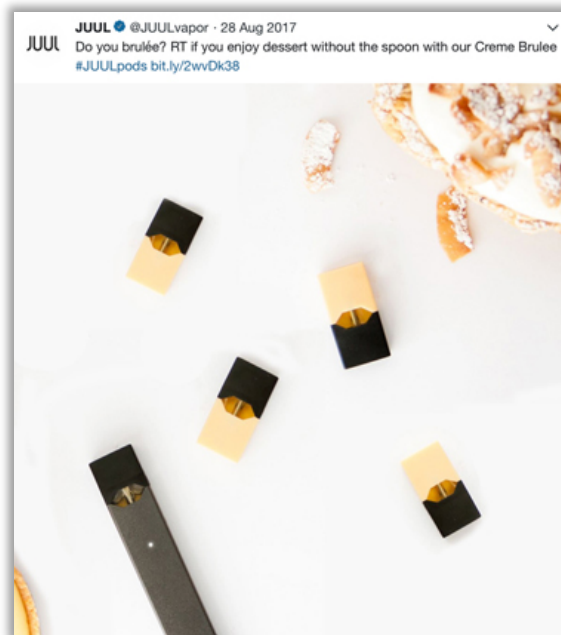 JUUL
JUUL @JUULvapor · 28 Aug 2017
Do you brulée? RT if you enjoy dessert without the spoon with our Creme Brulee
#JUULpods bit.ly/2wvDk38